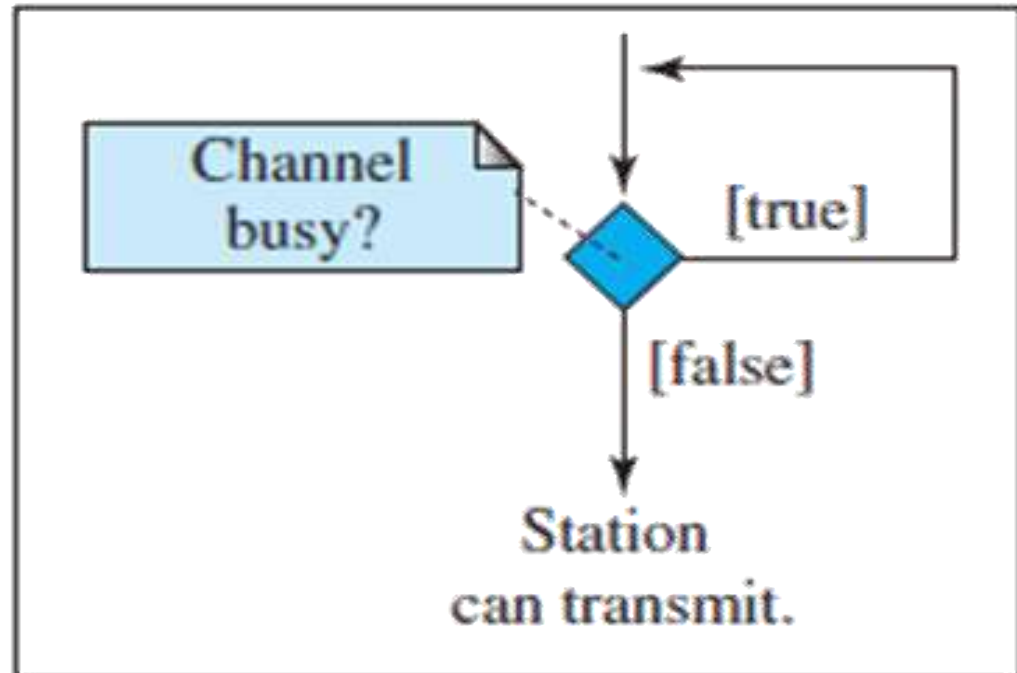 Channel
busy?
[true]
[false]
Station
can transmit.